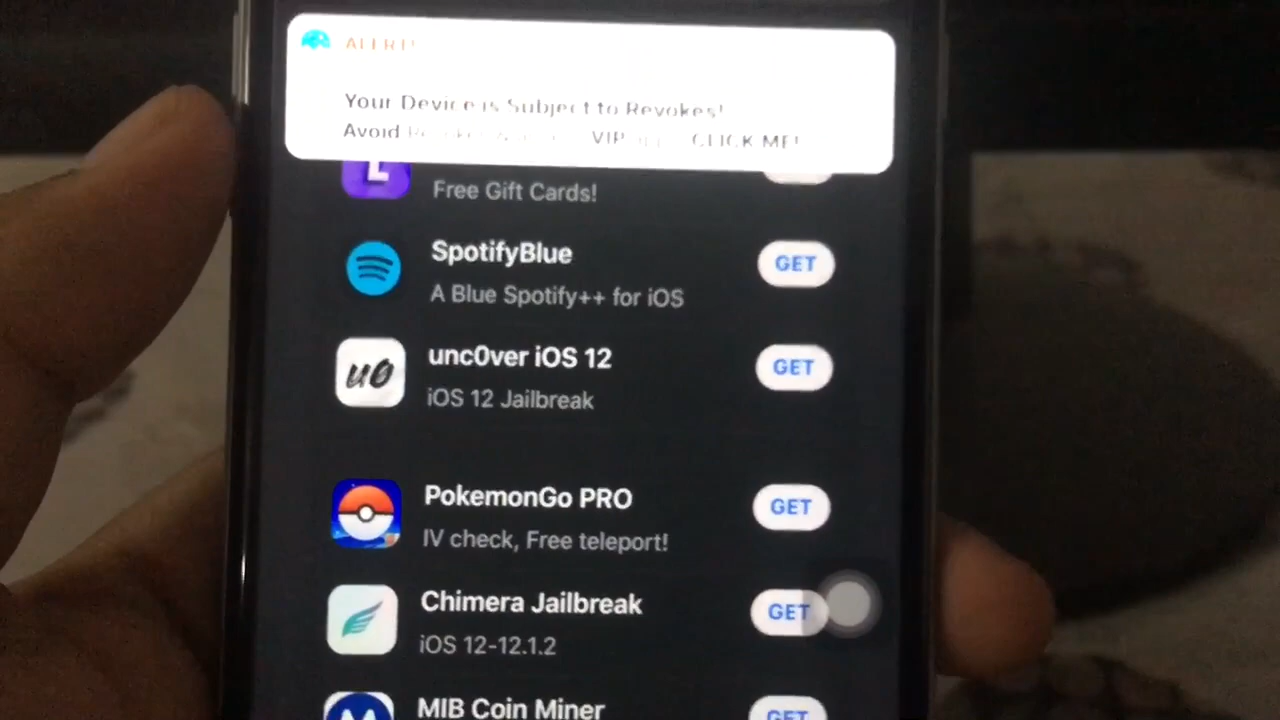 ALERT!
Your Device is Subject to Revokes!
Avoid VIP CLICK ME!
L
Free Gift Cards!
SpotifyBlue
GET
A Blue Spotify++ for iOS
unc0ver iOS 12
u0
GET
iOS 12 Jailbreak
PokemonGo PRO
GET
IV check, Free teleport!
Chimera Jailbreak
GET
iOS 12-12.1.2
MIB Coin Miner
GET